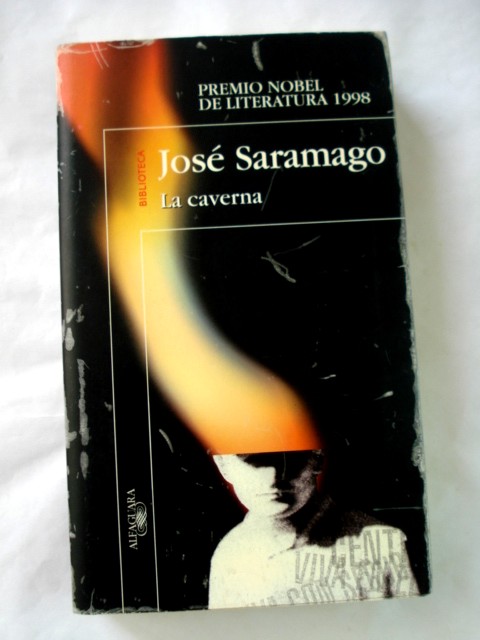 PREMIO NOBEL
DE LITERATURA 1998
BIBLIOTECA
José Saramago
La caverna
ALFAGUARA